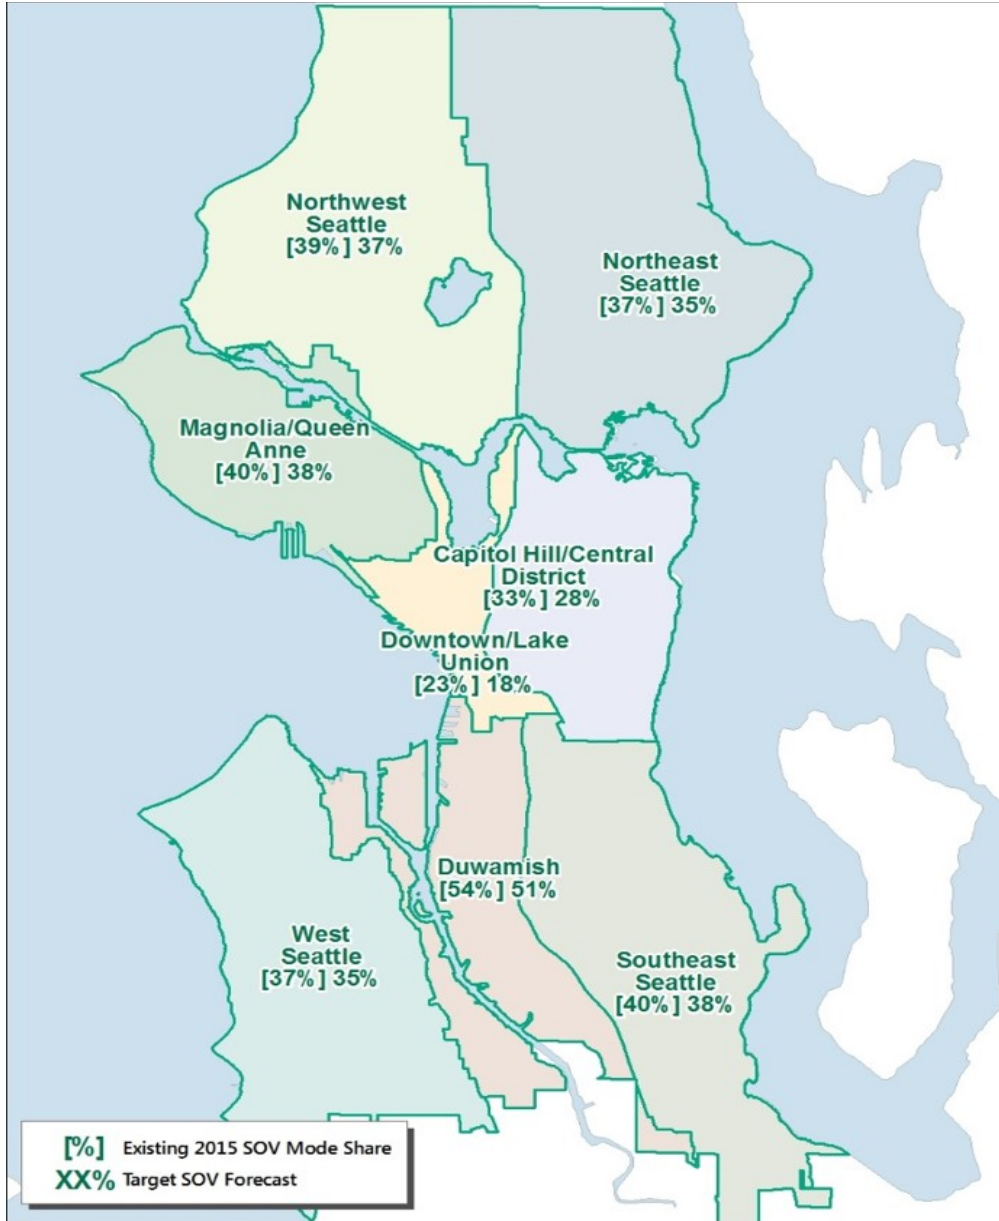 Northwest
Seattle
[39%] 37%
Northeast
Seattle
[37%] 35%
Magnolia/Queen
Anne
[40%] 38%
Capitol Hill/Central
District
[33%] 28%
Downtown/Lake
Union
[23%] 18%
Duwamish
[54%] 51%
West
Seattle
[37%] 35%
Southeast
Seattle
[40%] 38%
[%] Existing 2015 SOV Mode Share
XX% Target SOV Forecast